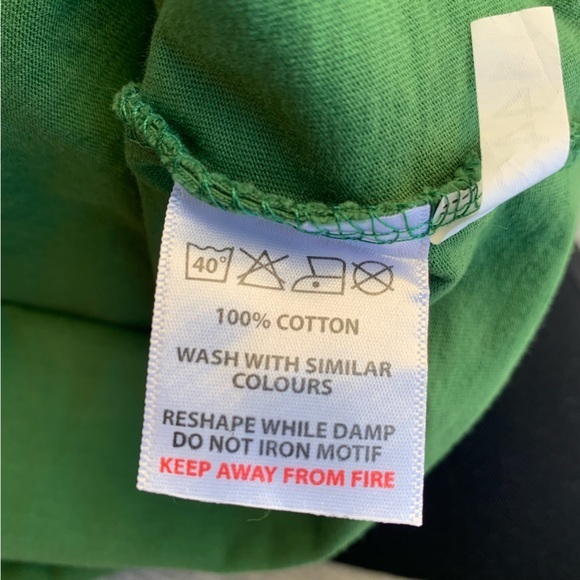 40°
100% COTTON
WASH WITH SIMILAR
COLOURS
RESHAPE WHILE DAMP
DO NOT IRON MOTIF
KEEP AWAY FROM FIRE